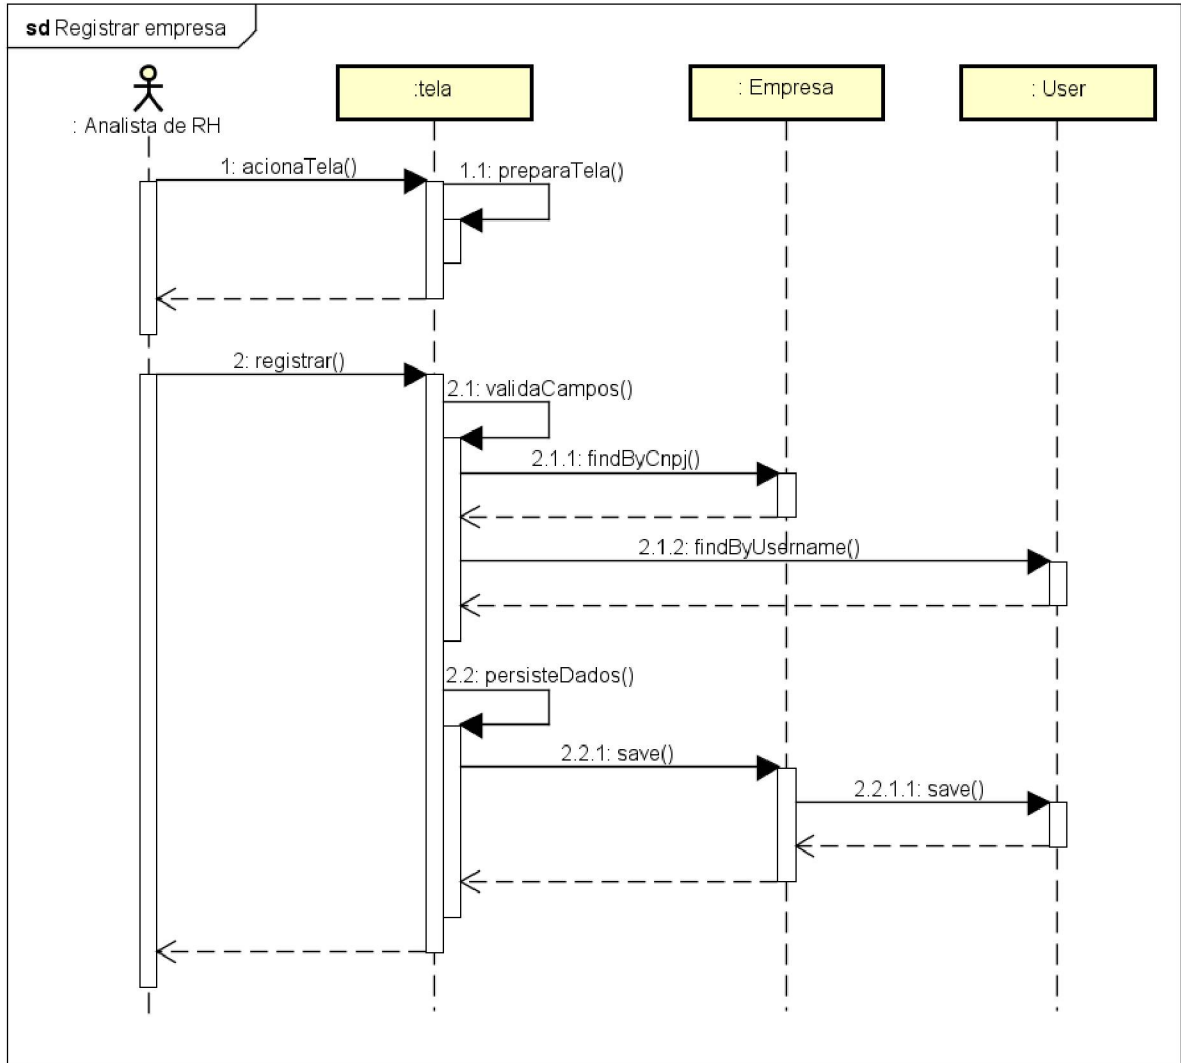 sd Registrar empresa
: Analista de RH
:tela
: Empresa
: User
1: acionaTela()
1.1: preparaTela()
2: registrar()
2.1: validaCampos()
2.1.1: findByCnpj()
2.1.2: findByUsername()
2.2: persisteDados()
2.2.1: save()
2.2.1.1: save()